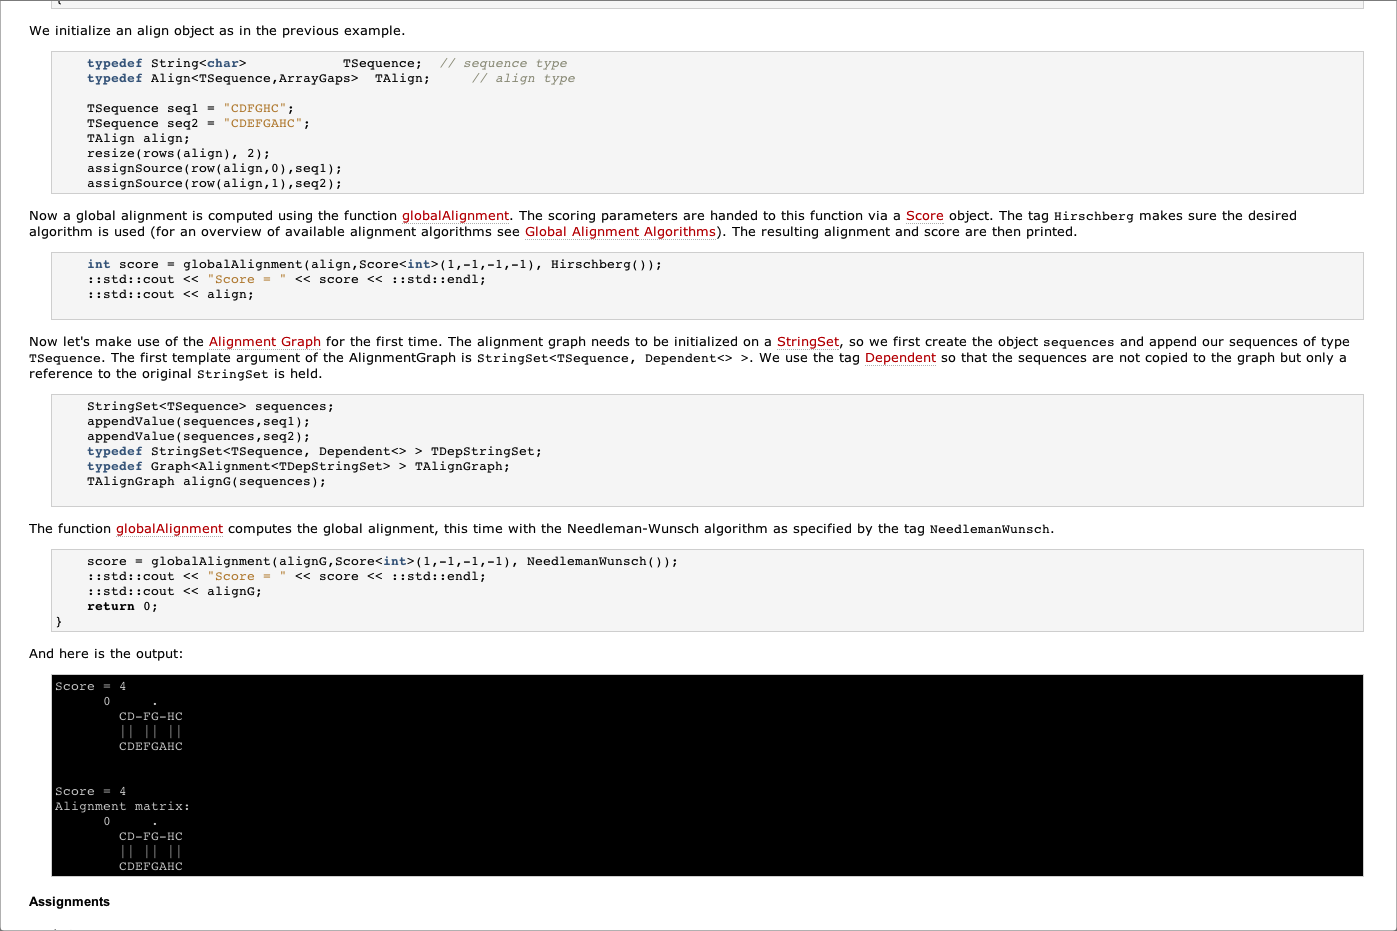 {
We initialize an align object as in the previous example.
typedef String<char>            TSequence;  // sequence type
typedef Align<TSequence,ArrayGaps>  TAlign;     // align type
TSequence seq1 = "CDFGHC";
TSequence seq2 = "CDEFGAHC";
TAlign align;
resize(rows(align), 2);
assignSource(row(align,0),seq1);
assignSource(row(align,1),seq2);
Now a global alignment is computed using the function globalAlignment. The scoring parameters are handed to this function via a Score object. The tag Hirschberg makes sure the desired
algorithm is used (for an overview of available alignment algorithms see Global Alignment Algorithms). The resulting alignment and score are then printed.
int score = globalAlignment(align,Score<int>(1,-1,-1,-1), Hirschberg());
::std::cout << "Score = " << score << ::std::endl;
::std::cout << align;
Now let's make use of the Alignment Graph for the first time. The alignment graph needs to be initialized on a StringSet, so we first create the object sequences and append our sequences of type
TSequence. The first template argument of the AlignmentGraph is StringSet<TSequence, Dependent<> >. We use the tag Dependent so that the sequences are not copied to the graph but only a
reference to the original StringSet is held.
StringSet<TSequence> sequences;
appendValue(sequences,seq1);
appendValue(sequences,seq2);
typedef StringSet<TSequence, Dependent<> > TDepStringSet;
typedef Graph<Alignment<TDepStringSet> > TAlignGraph;
TAlignGraph alignG(sequences);
The function globalAlignment computes the global alignment, this time with the Needleman-Wunsch algorithm as specified by the tag NeedlemanWunsch.
score = globalAlignment(alignG,Score<int>(1,-1,-1,-1), NeedlemanWunsch());
::std::cout << "Score = " << score << ::std::endl;
::std::cout << alignG;
return 0;
}
And here is the output:
Score = 4
0     .
CD-FG-HC
|| || ||
CDEFGAHC
Score = 4
Alignment matrix:
0     .
CD-FG-HC
|| || ||
CDEFGAHC
Assignments